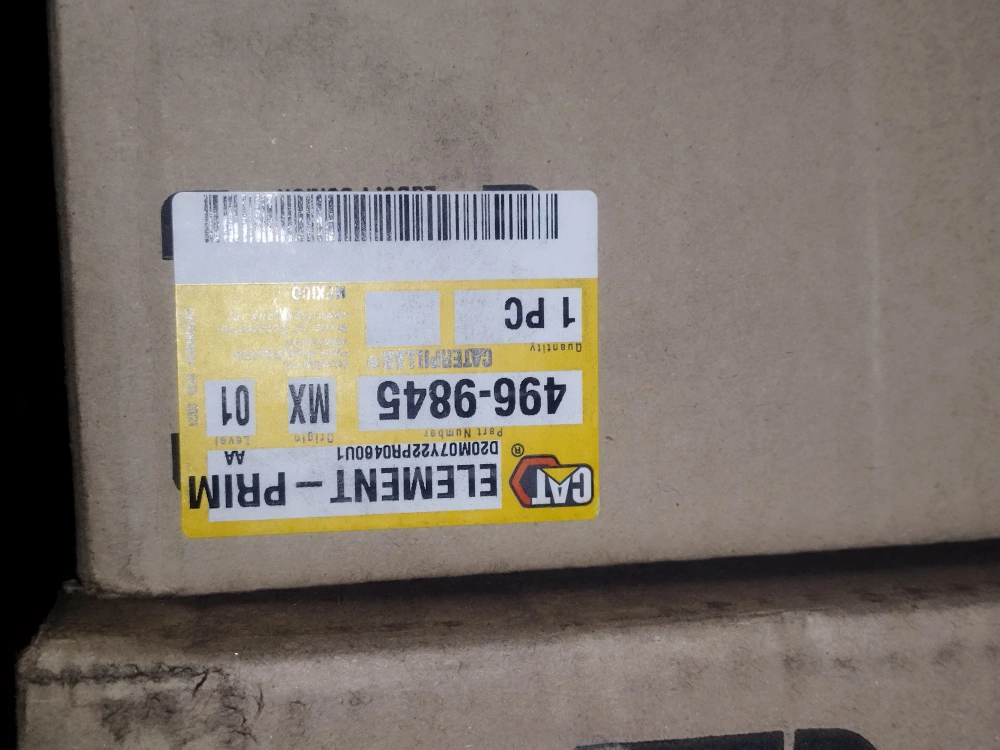 CAT®
ELEMENT-PRIM
D20M07Y22PR0460U1
AA
Part Number
Origin
Level
496-9845
MX
01
CATERPILLAR®
Quantity
1 PC
MEXICO